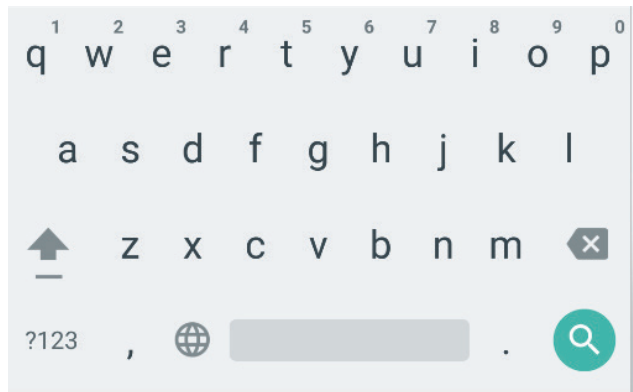 1 2 3 4 5 6 7 8 9 0
q w e r t y u i o p
a s d f g h j k l
z x c v b n m
?123 , .